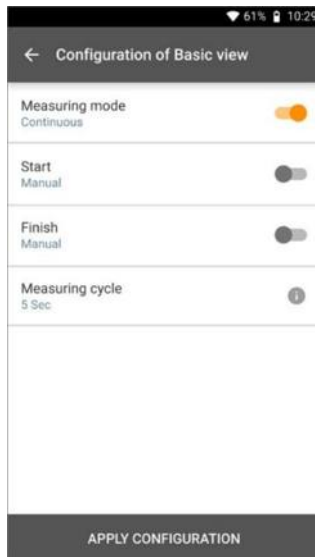 61% 10:29
Configuration of Basic view
Measuring mode
Continuous
Start
Manual
Finish
Manual
Measuring cycle
5 Sec
APPLY CONFIGURATION